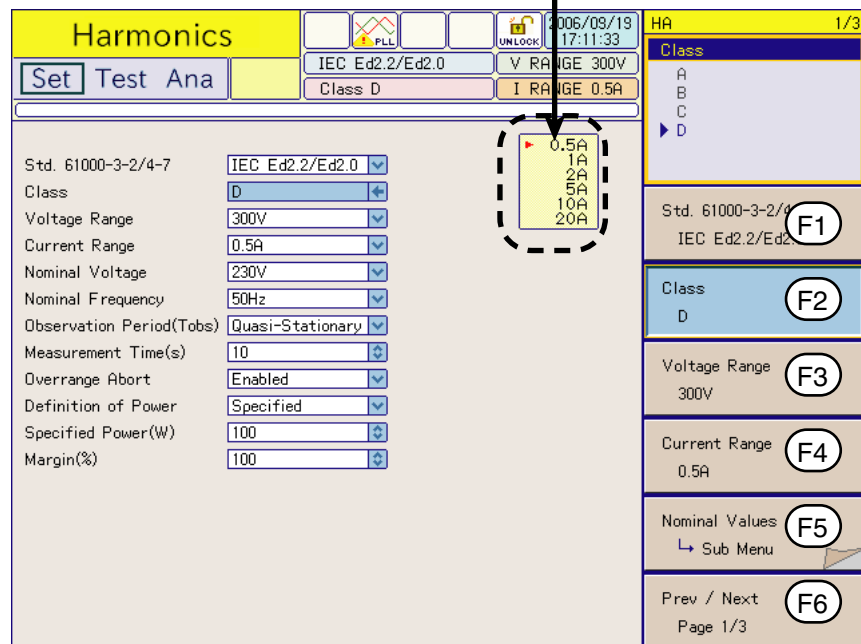 Harmonics
PLL
UNLOCK
2006/09/19
17:11:33
HA 1/3
Set Test Ana
IEC Ed2.2/Ed2.0
V RANGE 300V
Class D
I RANGE 0.5A
Class
A
B
C
D
Std. 61000-3-2/4-7 IEC Ed2.2/Ed2.0
Class D
Voltage Range 300V
Current Range 0.5A
Nominal Voltage 230V
Nominal Frequency 50Hz
Observation Period(Tobs) Quasi-Stationary
Measurement Time(s) 10
Overrange Abort Enabled
Definition of Power Specified
Specified Power(W) 100
Margin(%) 100
0.5A
1A
2A
5A
10A
20A
Std. 61000-3-2/
IEC Ed2.
F1
Class
D
F2
Voltage Range
300V
F3
Current Range
0.5A
F4
Nominal Values
Sub Menu
F5
Prev / Next
Page 1/3
F6